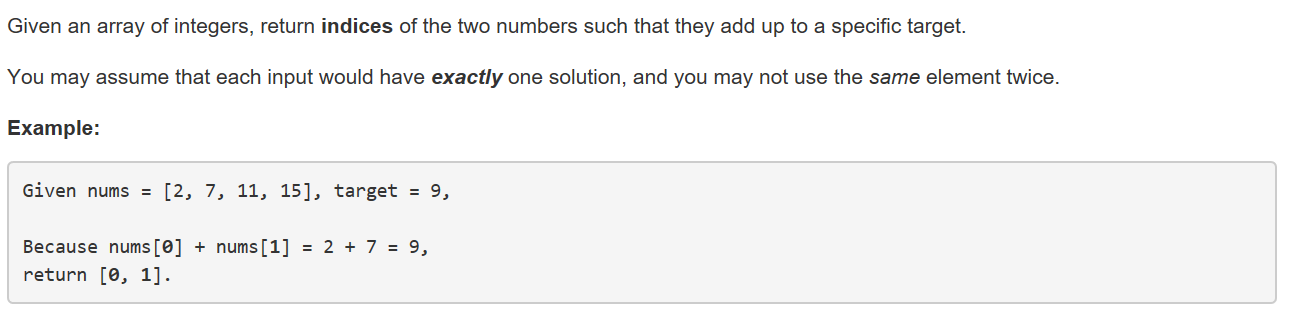 Given an array of integers, return indices of the two numbers such that they add up to a specific target.
You may assume that each input would have exactly one solution, and you may not use the same element twice.
Example:
Given nums = [2, 7, 11, 15], target = 9,
Because nums[0] + nums[1] = 2 + 7 = 9,
return [0, 1].